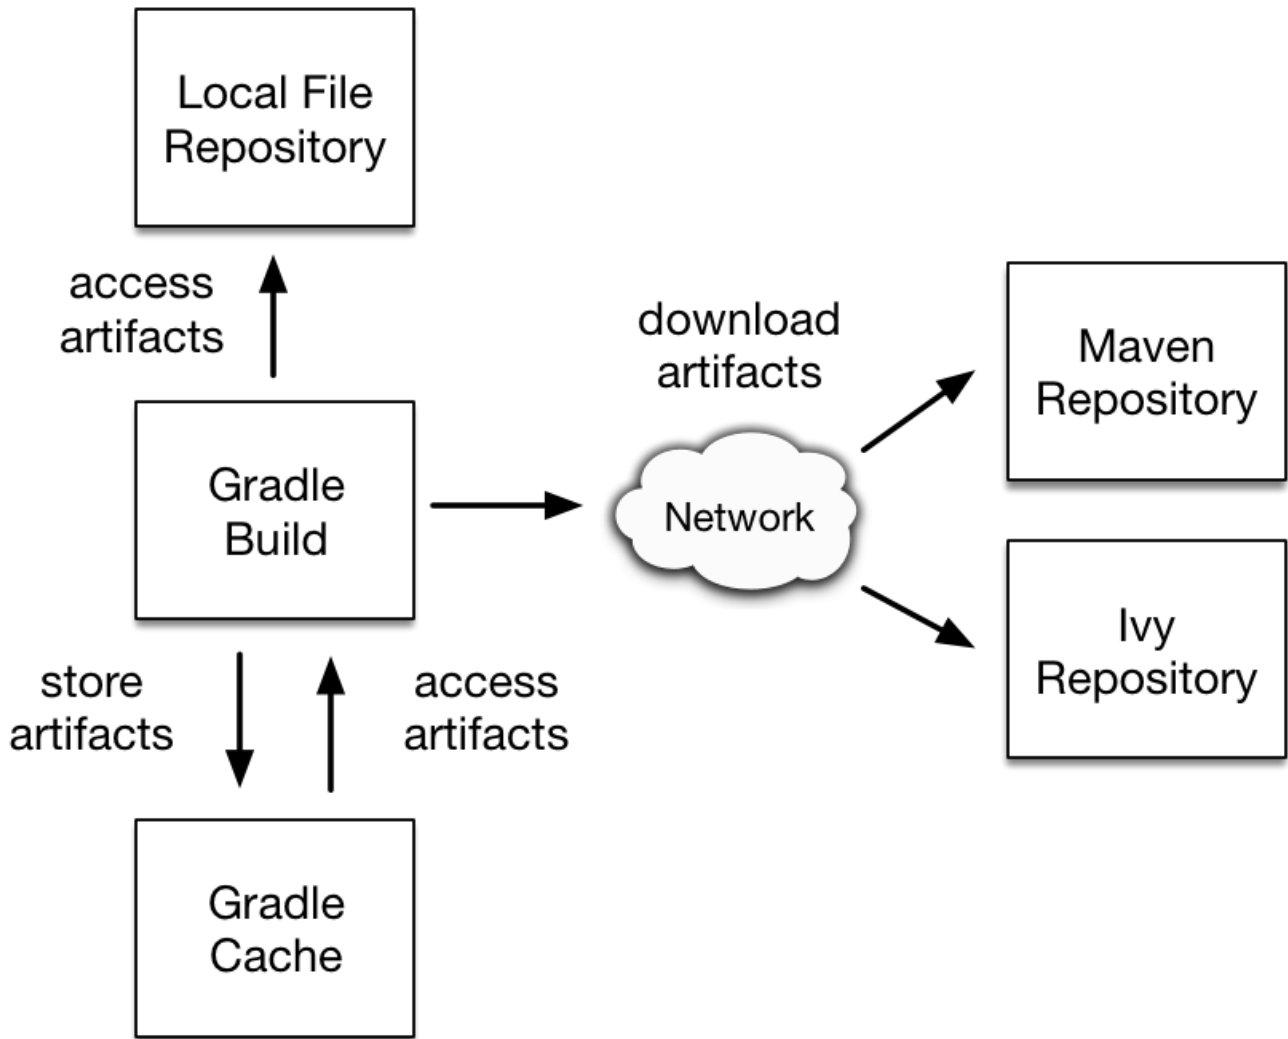 Local File
Repository
access
artifacts
download
artifacts
Maven
Repository
Gradle
Build
Network
Ivy
Repository
store
artifacts
access
artifacts
Gradle
Cache